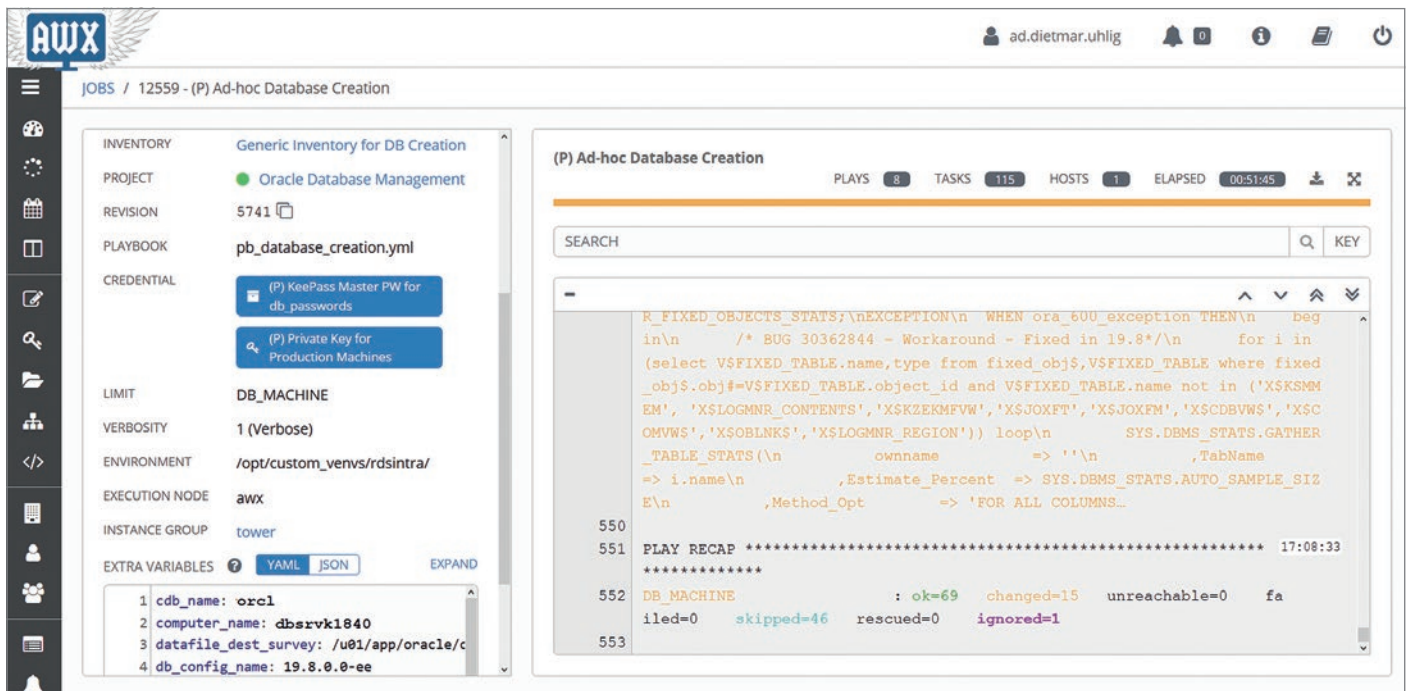 AWX
ad.dietmar.uhlig
0
JOBS / 12559 - (P) Ad-hoc Database Creation
INVENTORY Generic Inventory for DB Creation
PROJECT Oracle Database Management
REVISION 5741
PLAYBOOK pb_database_creation.yml
CREDENTIAL
(P) KeePass Master PW for
db_passwords
(P) Private Key for
Production Machines
LIMIT DB_MACHINE
VERBOSITY 1 (Verbose)
ENVIRONMENT /opt/custom_venvs/rdsintra/
EXECUTION NODE awx
INSTANCE GROUP tower
EXTRA VARIABLES ? YAML JSON EXPAND
1 cdb_name: orcl
2 computer_name: dbsrvk1840
3 datafile_dest_survey: /u01/app/oracle/c
4 db_config_name: 19.8.0.0-ee
(P) Ad-hoc Database Creation
PLAYS 8 TASKS 115 HOSTS 1 ELAPSED 00:51:45
SEARCH KEY
R_FIXED_OBJECTS_STATS;\nEXCEPTION\n WHEN ora_600_exception THEN\n beg
in\n /* BUG 30362844 - Workaround - Fixed in 19.8*/\n for i in
(select V$FIXED_TABLE.name,type from fixed_obj$,V$FIXED_TABLE where fixed
_obj$.obj#=V$FIXED_TABLE.object_id and V$FIXED_TABLE.name not in ('X$KSMM
EM', 'X$LOGMNR_CONTENTS','X$KZEKMFVW','X$JOXFT','X$JOXFM','X$CDBVW$','X$C
OMVW$','X$OBLNK$','X$LOGMNR_REGION')) loop\n SYS.DBMS_STATS.GATHER
_TABLE_STATS(\n ownname => ''\n ,TabName
=> i.name\n ,Estimate_Percent => SYS.DBMS_STATS.AUTO_SAMPLE_SIZ
E\n ,Method_Opt => 'FOR ALL COLUMNS…
550
551 PLAY RECAP ******************************************************** 17:08:33
*************
552 DB_MACHINE : ok=69 changed=15 unreachable=0 fa
iled=0 skipped=46 rescued=0 ignored=1
553